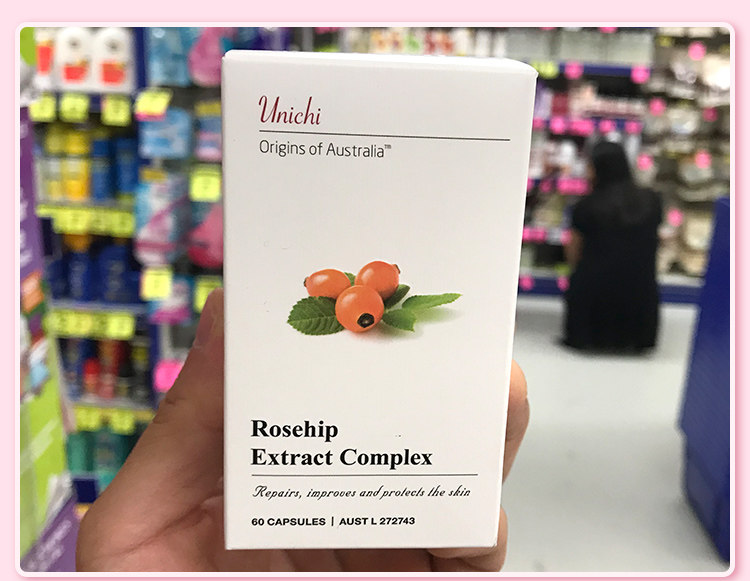 Unichi
Origins of Australia™
Rosehip
Extract Complex
Repairs, improves and protects the skin
60 CAPSULES | AUST L 272743